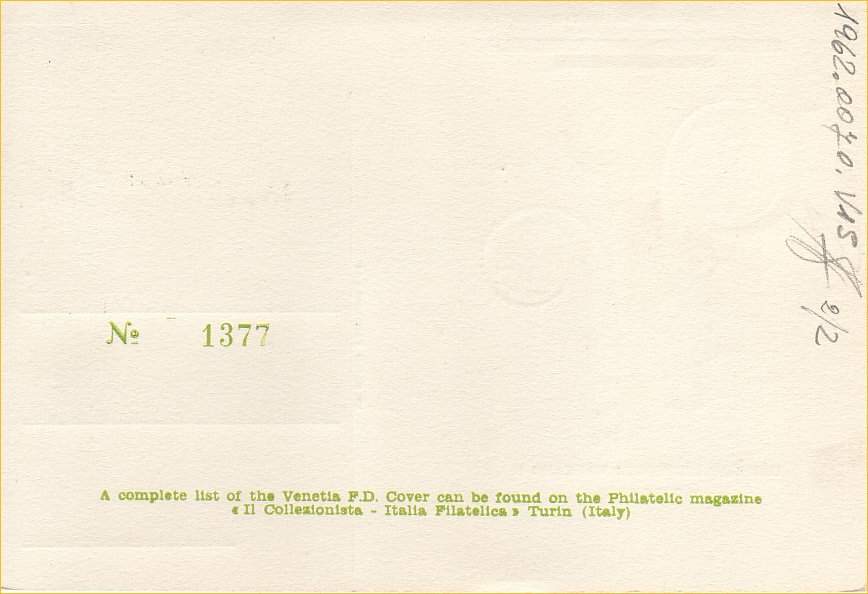 1962.0070. VAS
2/2
Nº 1377
A complete list of the Venetia F.D. Cover can be found on the Philatelic magazine
« Il Collezionista - Italia Filatelica » Turin (Italy)